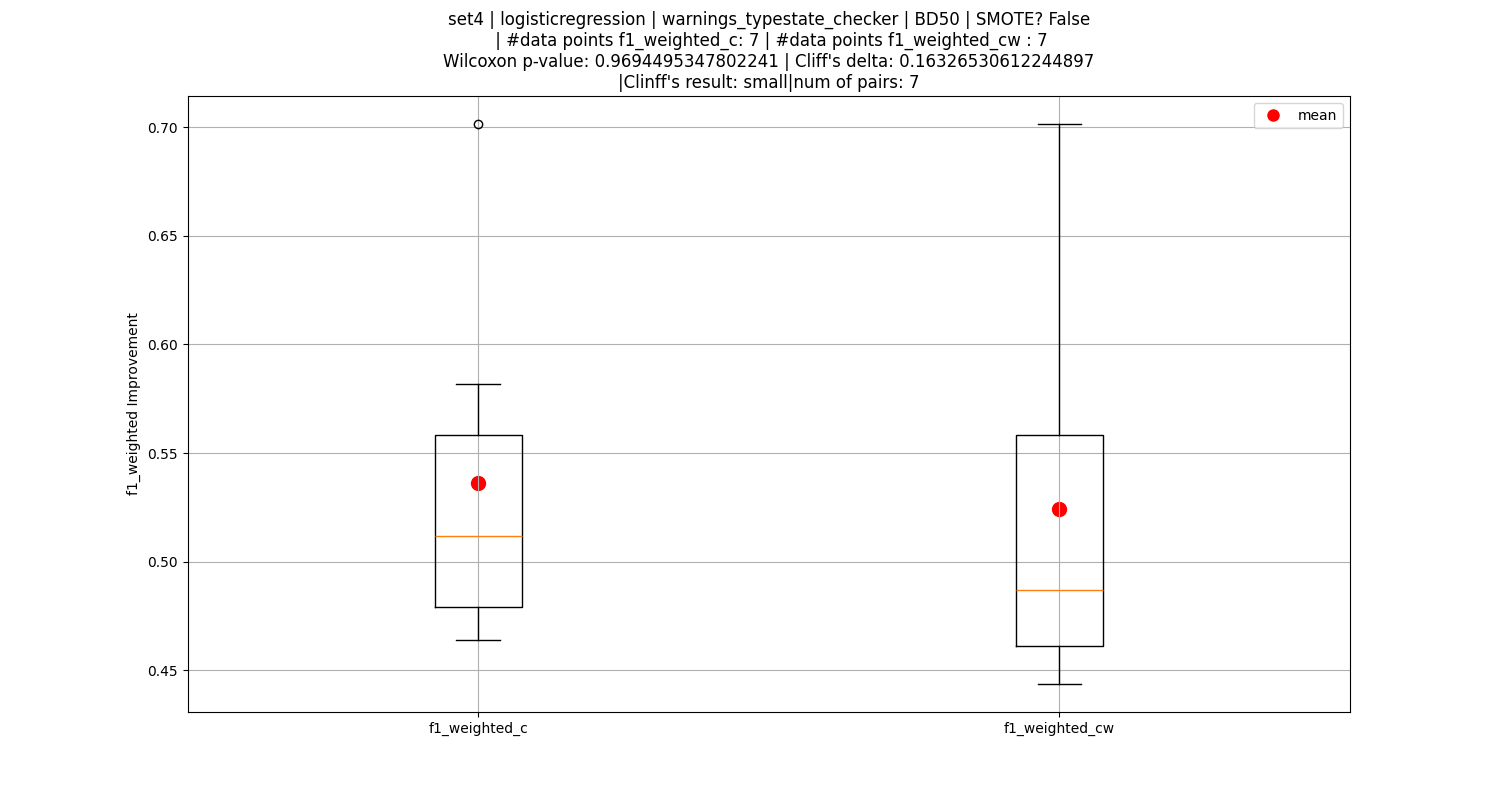 set4 | logisticregression | warnings_typestate_checker | BD50 | SMOTE? False
| #data points f1_weighted_c: 7 | #data points f1_weighted_cw : 7
Wilcoxon p-value: 0.9694495347802241 | Cliff's delta: 0.16326530612244897
|Clinff's result: small|num of pairs: 7
mean
0.70
0.65
0.60
0.55
0.50
0.45
f1_weighted Improvement
f1_weighted_c
f1_weighted_cw